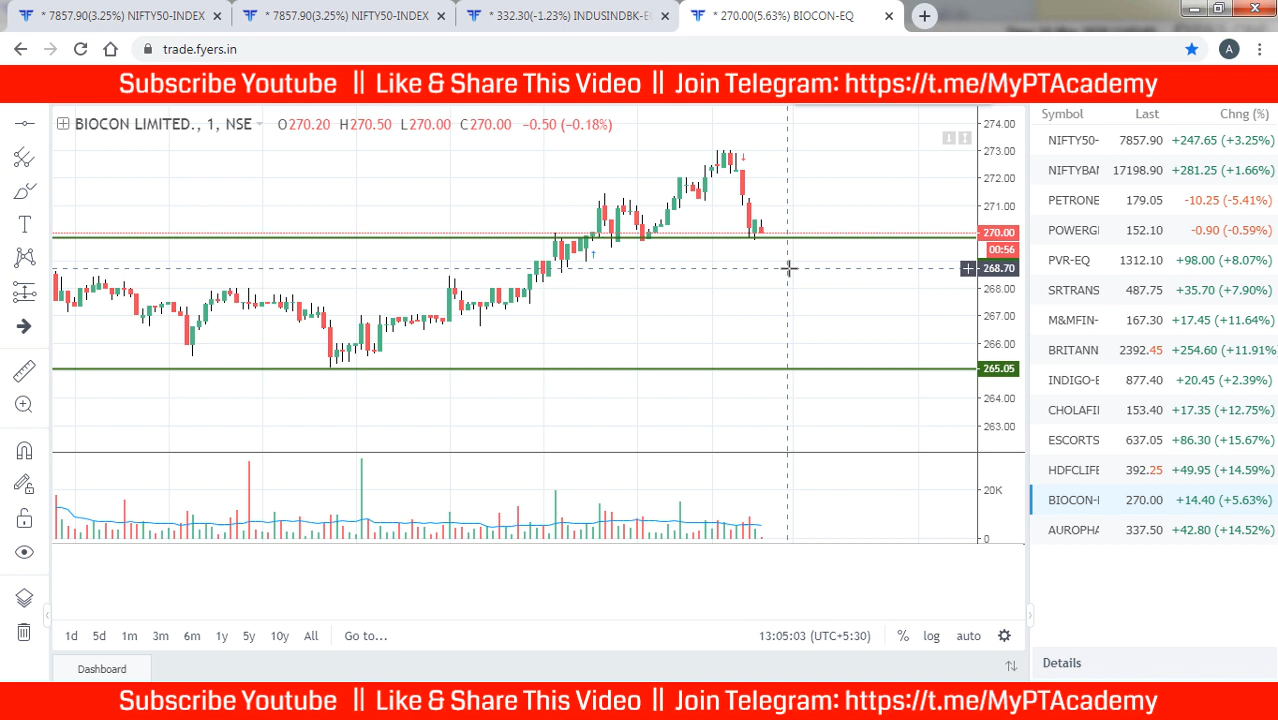 * 7857.90(3.25%) NIFTY50-INDEX
* 7857.90(3.25%) NIFTY50-INDEX
* 332.30(-1.23%) INDUSINDBK-E
* 270.00(5.63%) BIOCON-EQ
trade.fyers.in
A
Subscribe Youtube || Like & Share This Video || Join Telegram: https://t.me/MyPTAcademy
BIOCON LIMITED., 1, NSE O270.20 H270.50 L270.00 C270.00 −0.50 (−0.18%)
274.00
273.00
272.00
271.00
270.00
00:56
268.70
268.00
267.00
266.00
265.05
264.00
263.00
20K
0
Symbol Last Chng (%)
NIFTY50- 7857.90 +247.65 (+3.25%)
NIFTYBAN 17198.90 +281.25 (+1.66%)
PETRONE 179.05 -10.25 (-5.41%)
POWERG 152.10 -0.90 (-0.59%)
PVR-EQ 1312.10 +98.00 (+8.07%)
SRTRANS 487.75 +35.70 (+7.90%)
M&MFIN- 167.30 +17.45 (+11.64%)
BRITANN 2392.45 +254.60 (+11.91%)
INDIGO-E 877.40 +20.45 (+2.39%)
CHOLAFI 153.40 +17.35 (+12.75%)
ESCORTS 637.05 +86.30 (+15.67%)
HDFCLIFE 392.25 +49.95 (+14.59%)
BIOCON-I 270.00 +14.40 (+5.63%)
AUROPHA 337.50 +42.80 (+14.52%)
1d 5d 1m 3m 6m 1y 5y 10y All Go to... 13:05:03 (UTC+5:30) % log auto
Dashboard
Details
Subscribe Youtube || Like & Share This Video || Join Telegram: https://t.me/MyPTAcademy